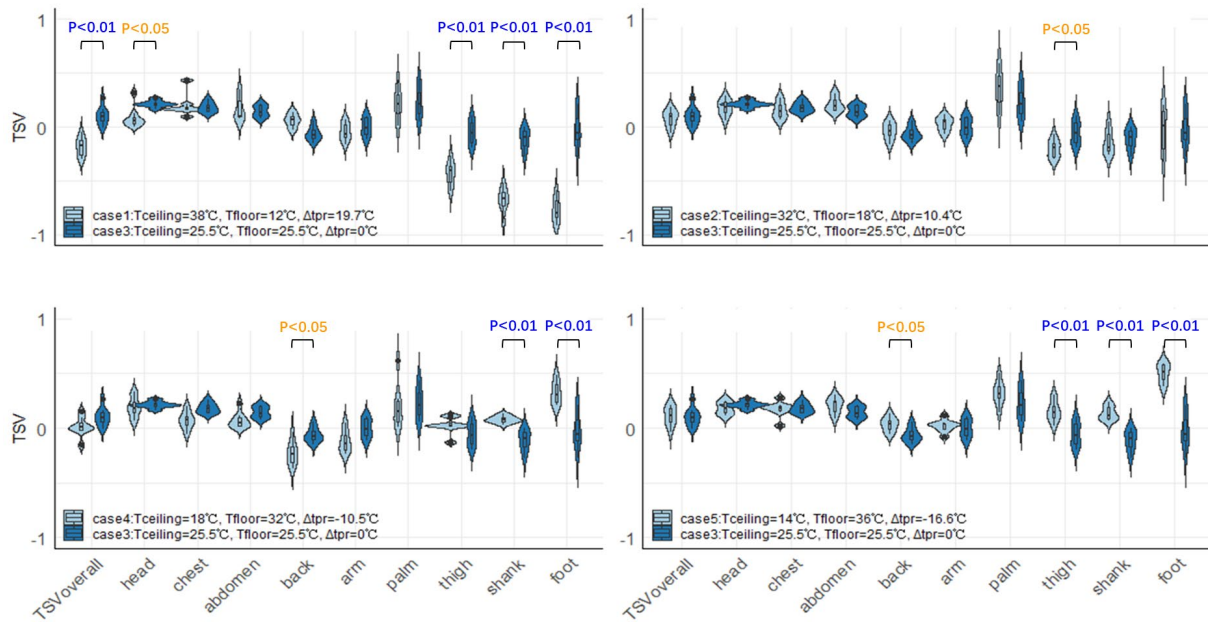 1
P<0.01 P<0.05 P<0.01 P<0.01 P<0.01
TSV
0
case1:Tceiling=38℃, Tfloor=12℃, Δtpr=19.7℃
case3:Tceiling=25.5℃, Tfloor=25.5℃, Δtpr=0℃
-1
1
P<0.05
0
case2:Tceiling=32℃, Tfloor=18℃, Δtpr=10.4℃
case3:Tceiling=25.5℃, Tfloor=25.5℃, Δtpr=0℃
-1
1
P<0.05 P<0.01 P<0.01
TSV
0
case4:Tceiling=18℃, Tfloor=32℃, Δtpr=-10.5℃
case3:Tceiling=25.5℃, Tfloor=25.5℃, Δtpr=0℃
-1
TSVoverall head chest abdomen back arm palm thigh shank foot
1
P<0.05 P<0.01 P<0.01 P<0.01
0
case5:Tceiling=14℃, Tfloor=36℃, Δtpr=-16.6℃
case3:Tceiling=25.5℃, Tfloor=25.5℃, Δtpr=0℃
-1
TSVoverall head chest abdomen back arm palm thigh shank foot